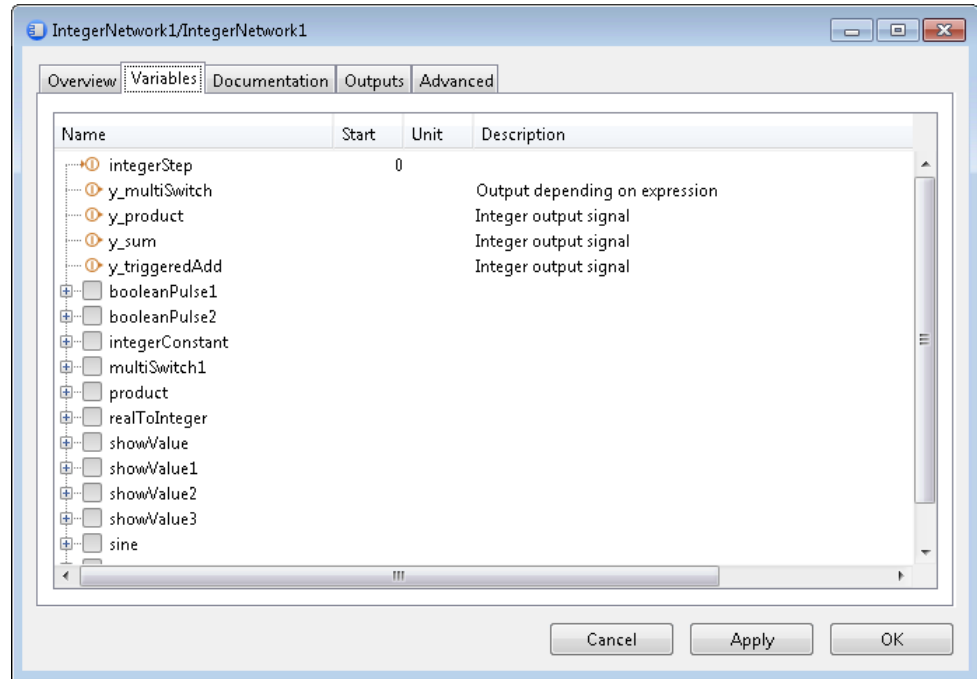 IntegerNetwork1/IntegerNetwork1
Overview Variables Documentation Outputs Advanced
Name Start Unit Description
integerStep 0
y_multiSwitch Output depending on expression
y_product Integer output signal
y_sum Integer output signal
y_triggeredAdd Integer output signal
booleanPulse1
booleanPulse2
integerConstant
multiSwitch1
product
realToInteger
showValue
showValue1
showValue2
showValue3
sine
Cancel Apply OK